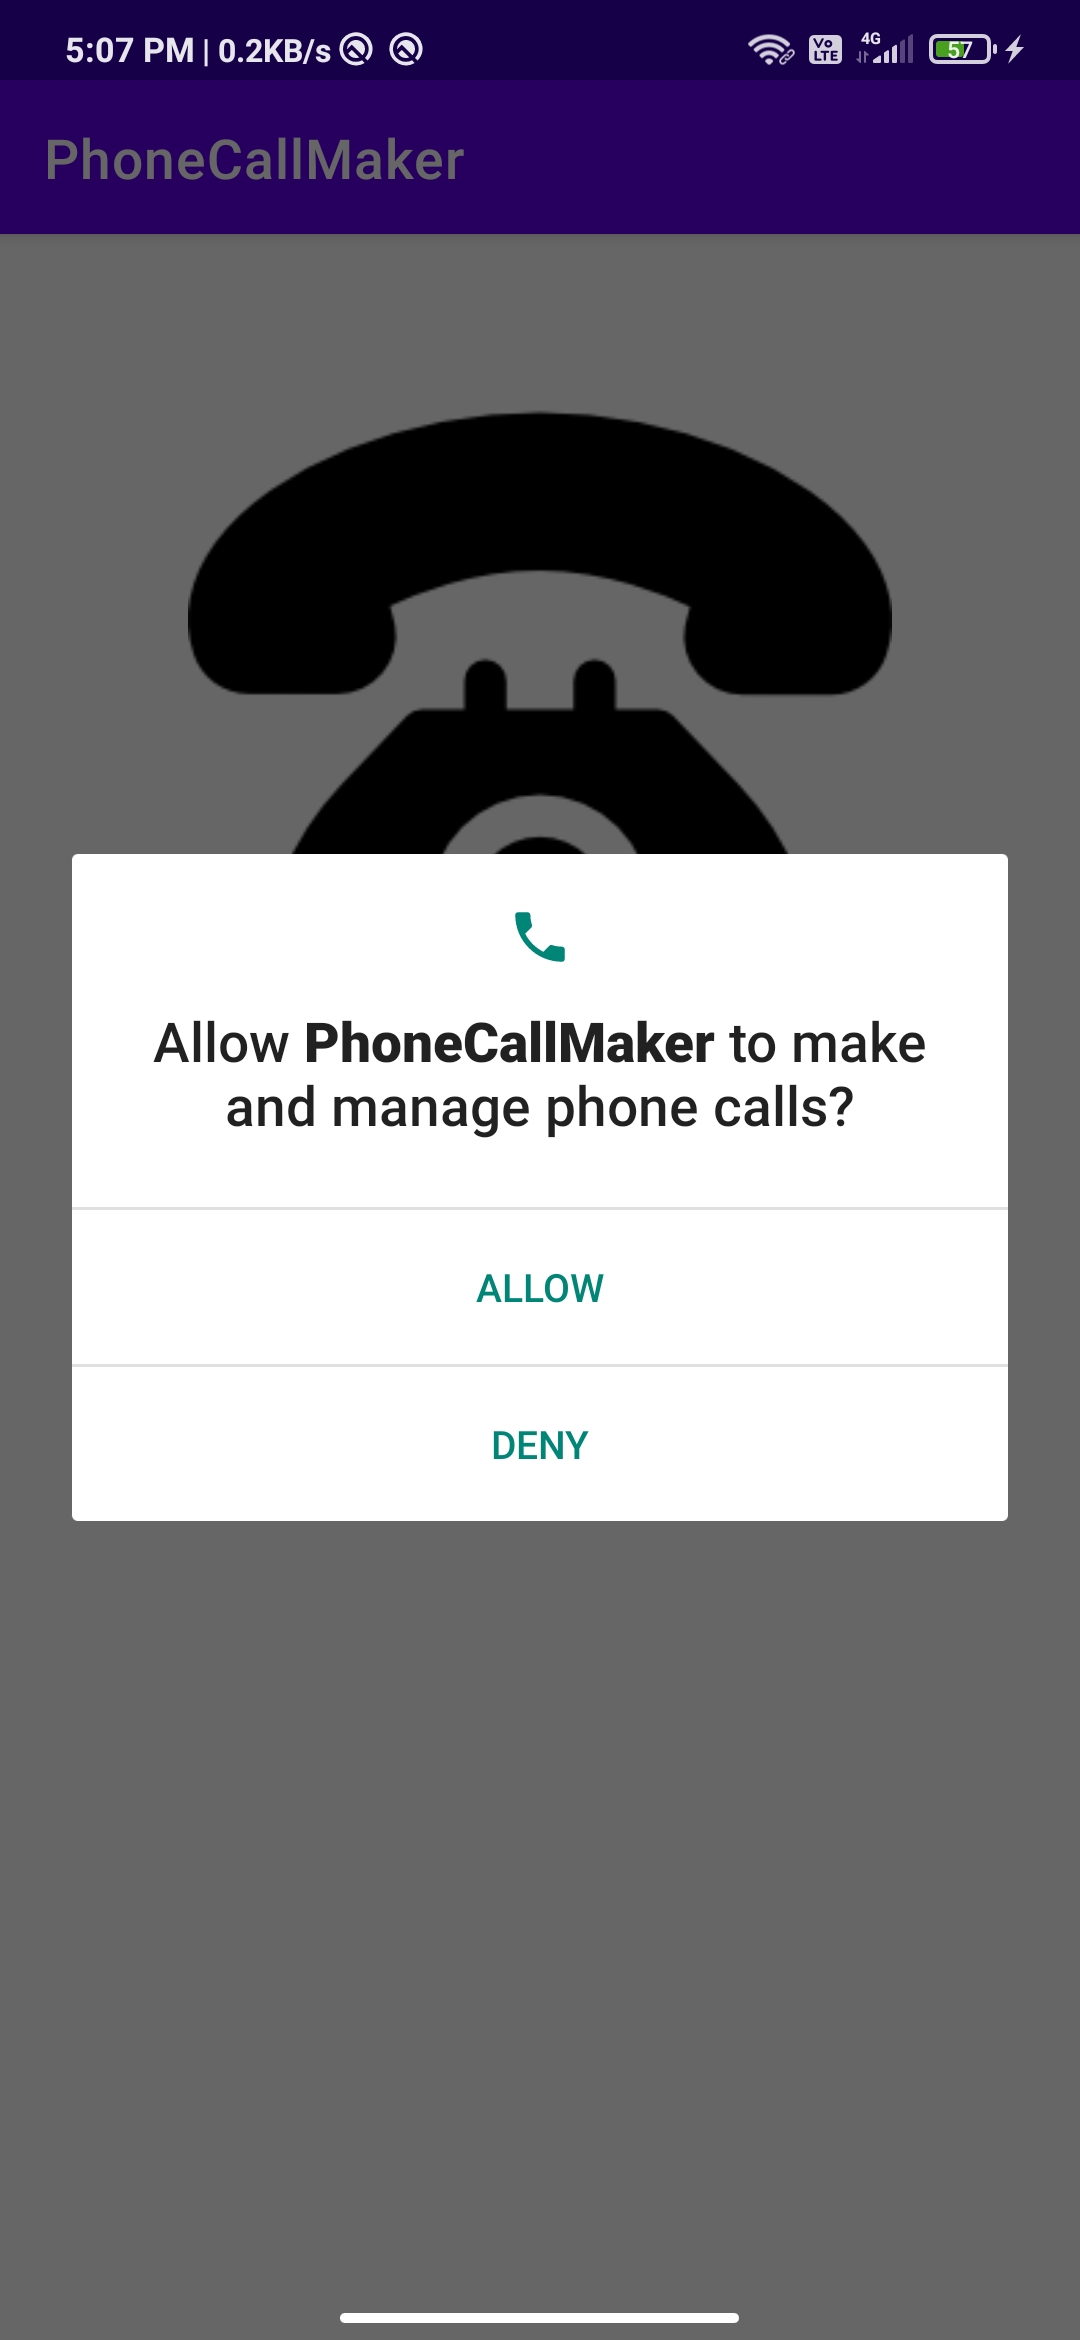 5:07 PM | 0.2KB/s
Vo
LTE
4G
57
PhoneCallMaker
Allow PhoneCallMaker to make
and manage phone calls?
ALLOW
DENY